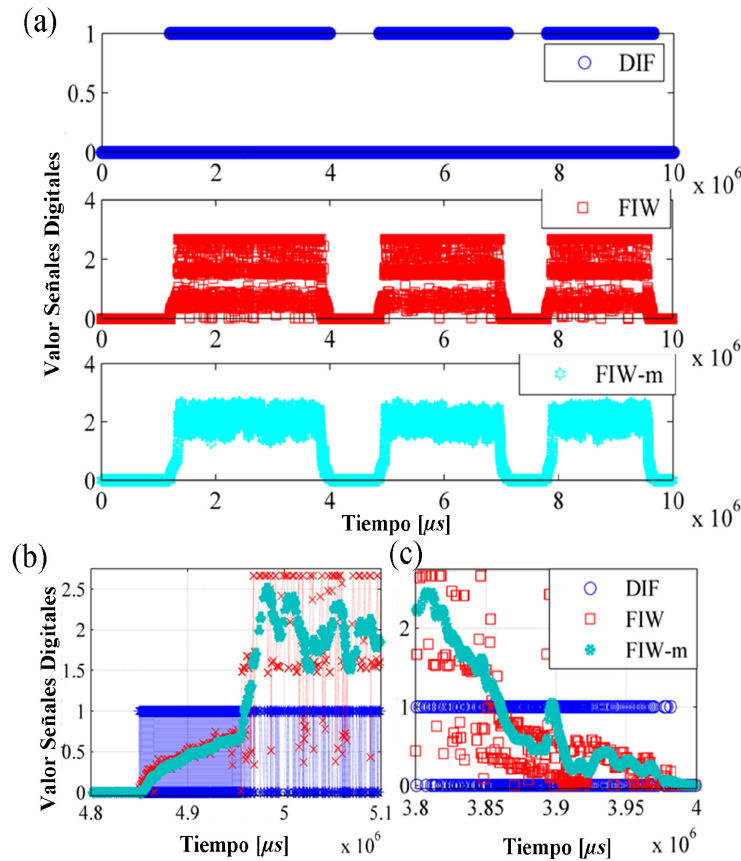 (a)
1
0.5
0
DIF
0 2 4 6 8 10
x 10⁶
4
2
0
FIW
0 2 4 6 8 10
x 10⁶
4
2
0
FIW-m
0 2 4 6 8 10
x 10⁶
Valor Señales Digitales
Tiempo [μs]
(b)
2.5
2
1.5
1
0.5
0
4.8 4.9 5 5.1
x 10⁶
Valor Señales Digitales
Tiempo [μs]
(c)
DIF
FIW
FIW-m
2
1
0
3.8 3.85 3.9 3.95 4
x 10⁶
Tiempo [μs]